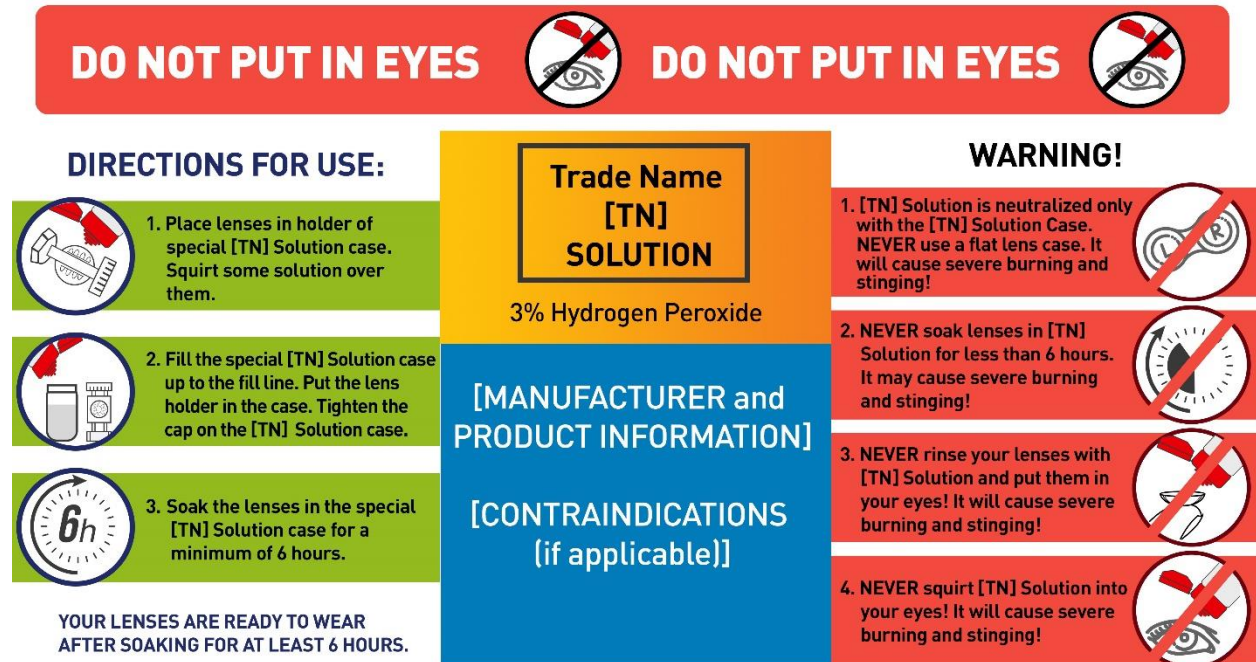 DO NOT PUT IN EYES
DO NOT PUT IN EYES
DIRECTIONS FOR USE:
1. Place lenses in holder of
special [TN] Solution case.
Squirt some solution over
them.
2. Fill the special [TN] Solution case
up to the fill line. Put the lens
holder in the case. Tighten the
cap on the [TN] Solution case.
6h
3. Soak the lenses in the special
[TN] Solution case for a
minimum of 6 hours.
YOUR LENSES ARE READY TO WEAR
AFTER SOAKING FOR AT LEAST 6 HOURS.
Trade Name
[TN]
SOLUTION
3% Hydrogen Peroxide
[MANUFACTURER and
PRODUCT INFORMATION]
[CONTRAINDICATIONS
(if applicable)]
WARNING!
1. [TN] Solution is neutralized only
with the [TN] Solution Case.
NEVER use a flat lens case. It
will cause severe burning and
stinging!
L R
2. NEVER soak lenses in [TN]
Solution for less than 6 hours.
It may cause severe burning
and stinging!
3. NEVER rinse your lenses with
[TN] Solution and put them in
your eyes! It will cause severe
burning and stinging!
4. NEVER squirt [TN] Solution into
your eyes! It will cause severe
burning and stinging!